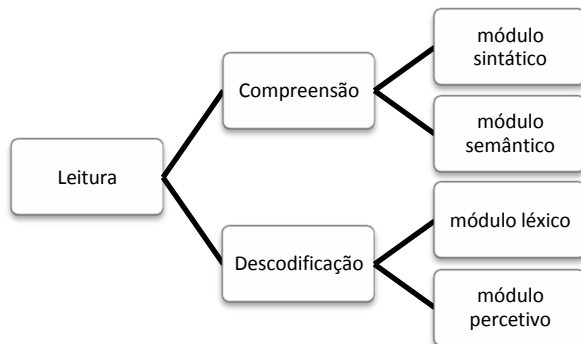 Leitura
Compreensão
módulo
sintático
módulo
semântico
Descodificação
módulo léxico
módulo
percetivo